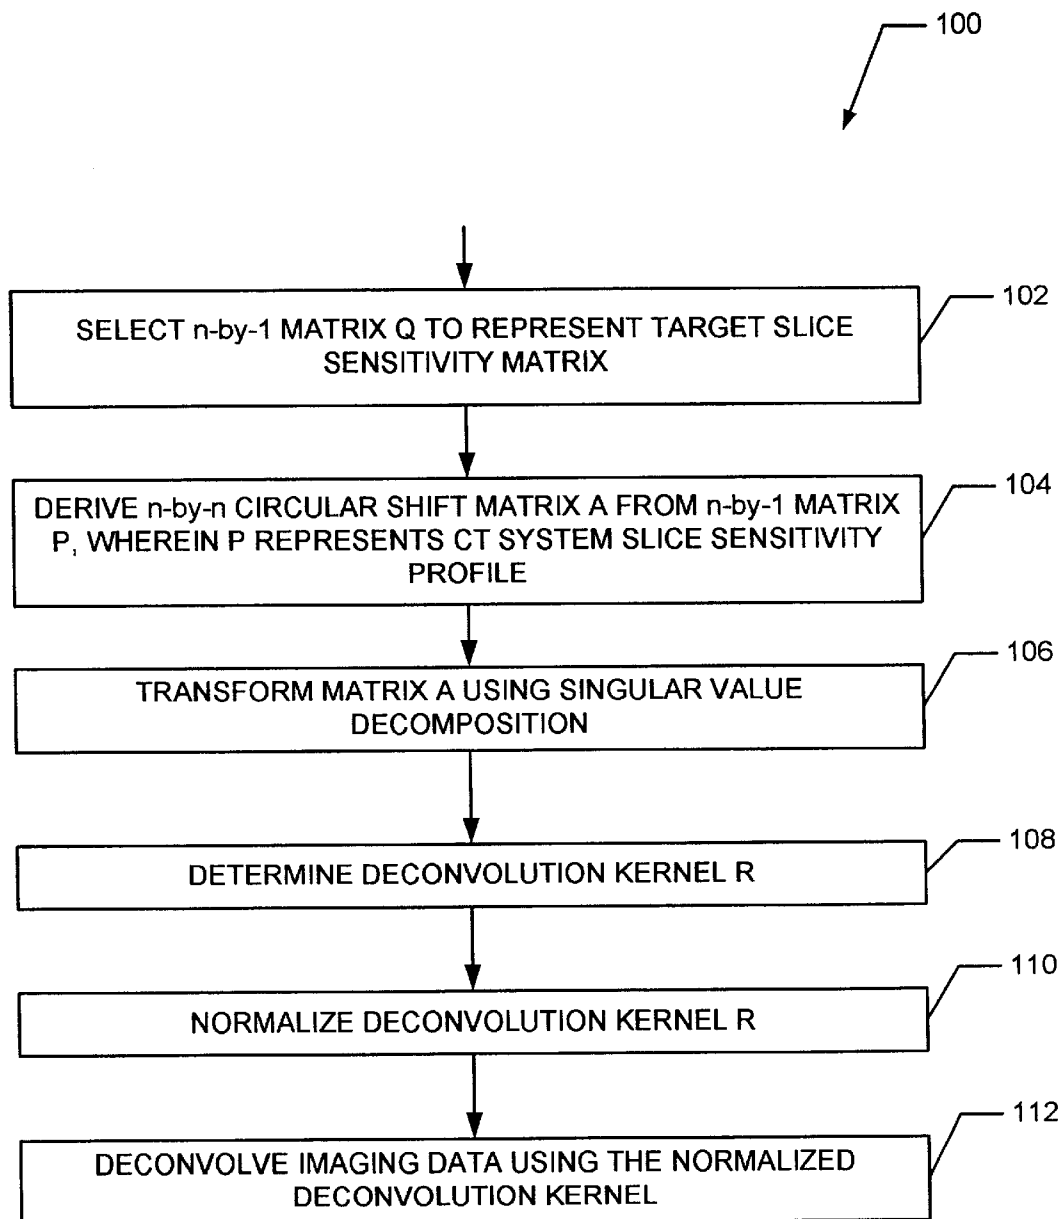 100
102
SELECT n-by-1 MATRIX Q TO REPRESENT TARGET SLICE
SENSITIVITY MATRIX
104
DERIVE n-by-n CIRCULAR SHIFT MATRIX A FROM n-by-1 MATRIX
P, WHEREIN P REPRESENTS CT SYSTEM SLICE SENSITIVITY
PROFILE
106
TRANSFORM MATRIX A USING SINGULAR VALUE
DECOMPOSITION
108
DETERMINE DECONVOLUTION KERNEL R
110
NORMALIZE DECONVOLUTION KERNEL R
112
DECONVOLVE IMAGING DATA USING THE NORMALIZED
DECONVOLUTION KERNEL